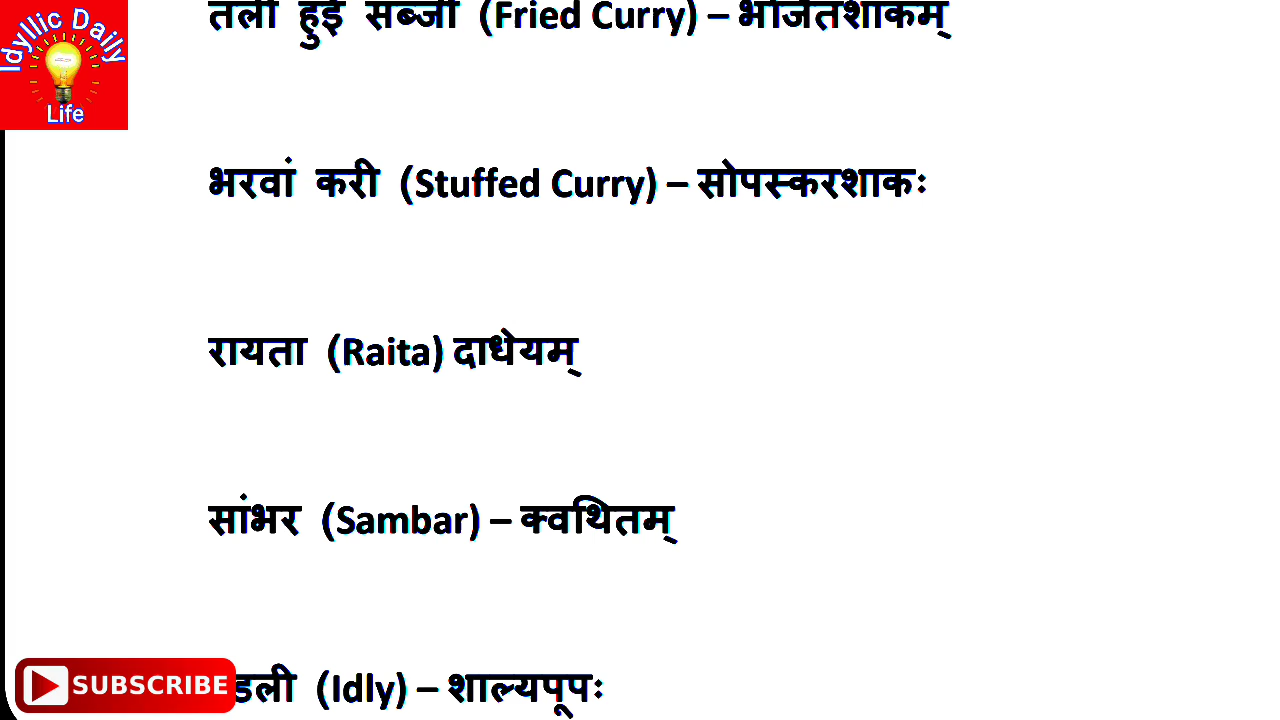 Idyllic Daily
Life
तली हुई सब्जी (Fried Curry) – भर्जितशाकम्
भरवां करी (Stuffed Curry) – सोपस्करशाकः
रायता (Raita) दाधेयम्
सांभर (Sambar) – क्वथितम्
SUBSCRIBE
डली (Idly) – शाल्यपूपः